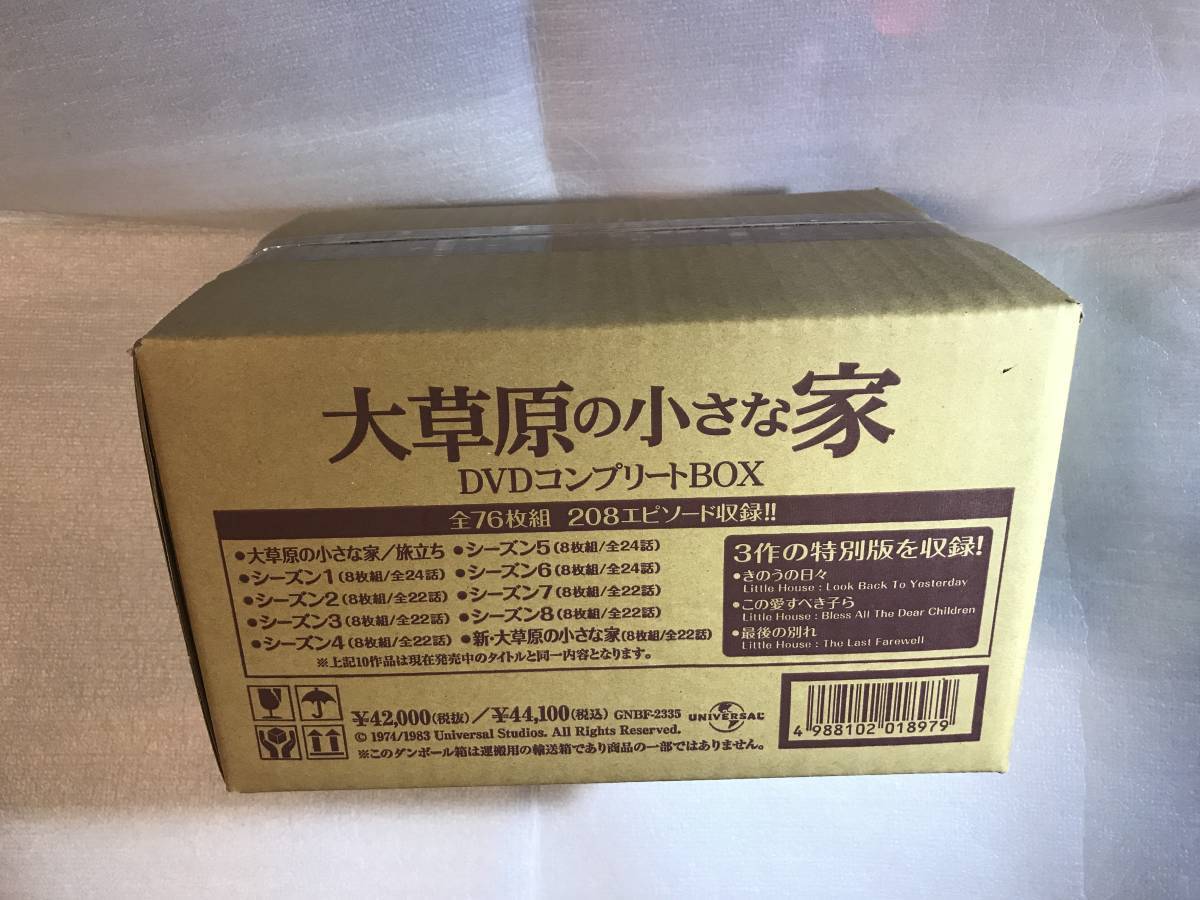 大草原の小さな家
DVDコンプリートBOX
全76枚組 208エピソード収録!!
●大草原の小さな家/旅立ち
●シーズン1(8枚組/全24話)
●シーズン2(8枚組/全22話)
●シーズン3(8枚組/全22話)
●シーズン4(8枚組/全22話)
●シーズン5(8枚組/全24話)
●シーズン6(8枚組/全24話)
●シーズン7(8枚組/全22話)
●シーズン8(8枚組/全22話)
●新・大草原の小さな家(8枚組/全22話)
※上記10作品は現在発売中のタイトルと同一内容となります。
3作の特別版を収録!
●きのうの日々
Little House : Look Back To Yesterday
●この愛すべき子ら
Little House : Bless All The Dear Children
●最後の別れ
Little House : The Last Farewell
¥42,000(税抜)/¥44,100(税込) GNBF-2335
UNIVERSAL
© 1974/1983 Universal Studios. All Rights Reserved.
※このダンボール箱は運搬用の輸送箱であり商品の一部ではありません。
4 988102 018979